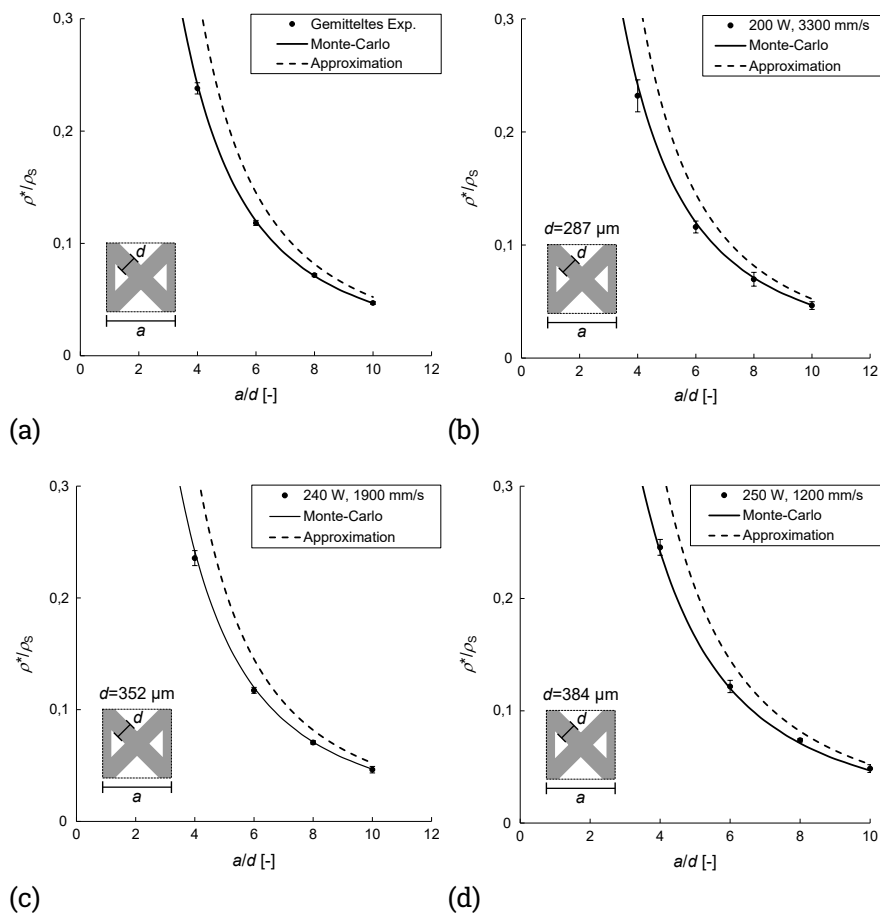 0,3
0,2
0,1
0
ρ*/ρS
Gemitteltes Exp.
Monte-Carlo
Approximation
d
a
0 2 4 6 8 10 12
a/d [-]
(a)
0,3
0,2
0,1
0
ρ*/ρS
200 W, 3300 mm/s
Monte-Carlo
Approximation
d=287 µm
d
a
0 2 4 6 8 10 12
a/d [-]
(b)
0,3
0,2
0,1
0
ρ*/ρS
240 W, 1900 mm/s
Monte-Carlo
Approximation
d=352 µm
d
a
0 2 4 6 8 10 12
a/d [-]
(c)
0,3
0,2
0,1
0
ρ*/ρS
250 W, 1200 mm/s
Monte-Carlo
Approximation
d=384 µm
d
a
0 2 4 6 8 10
a/d [-]
(d)